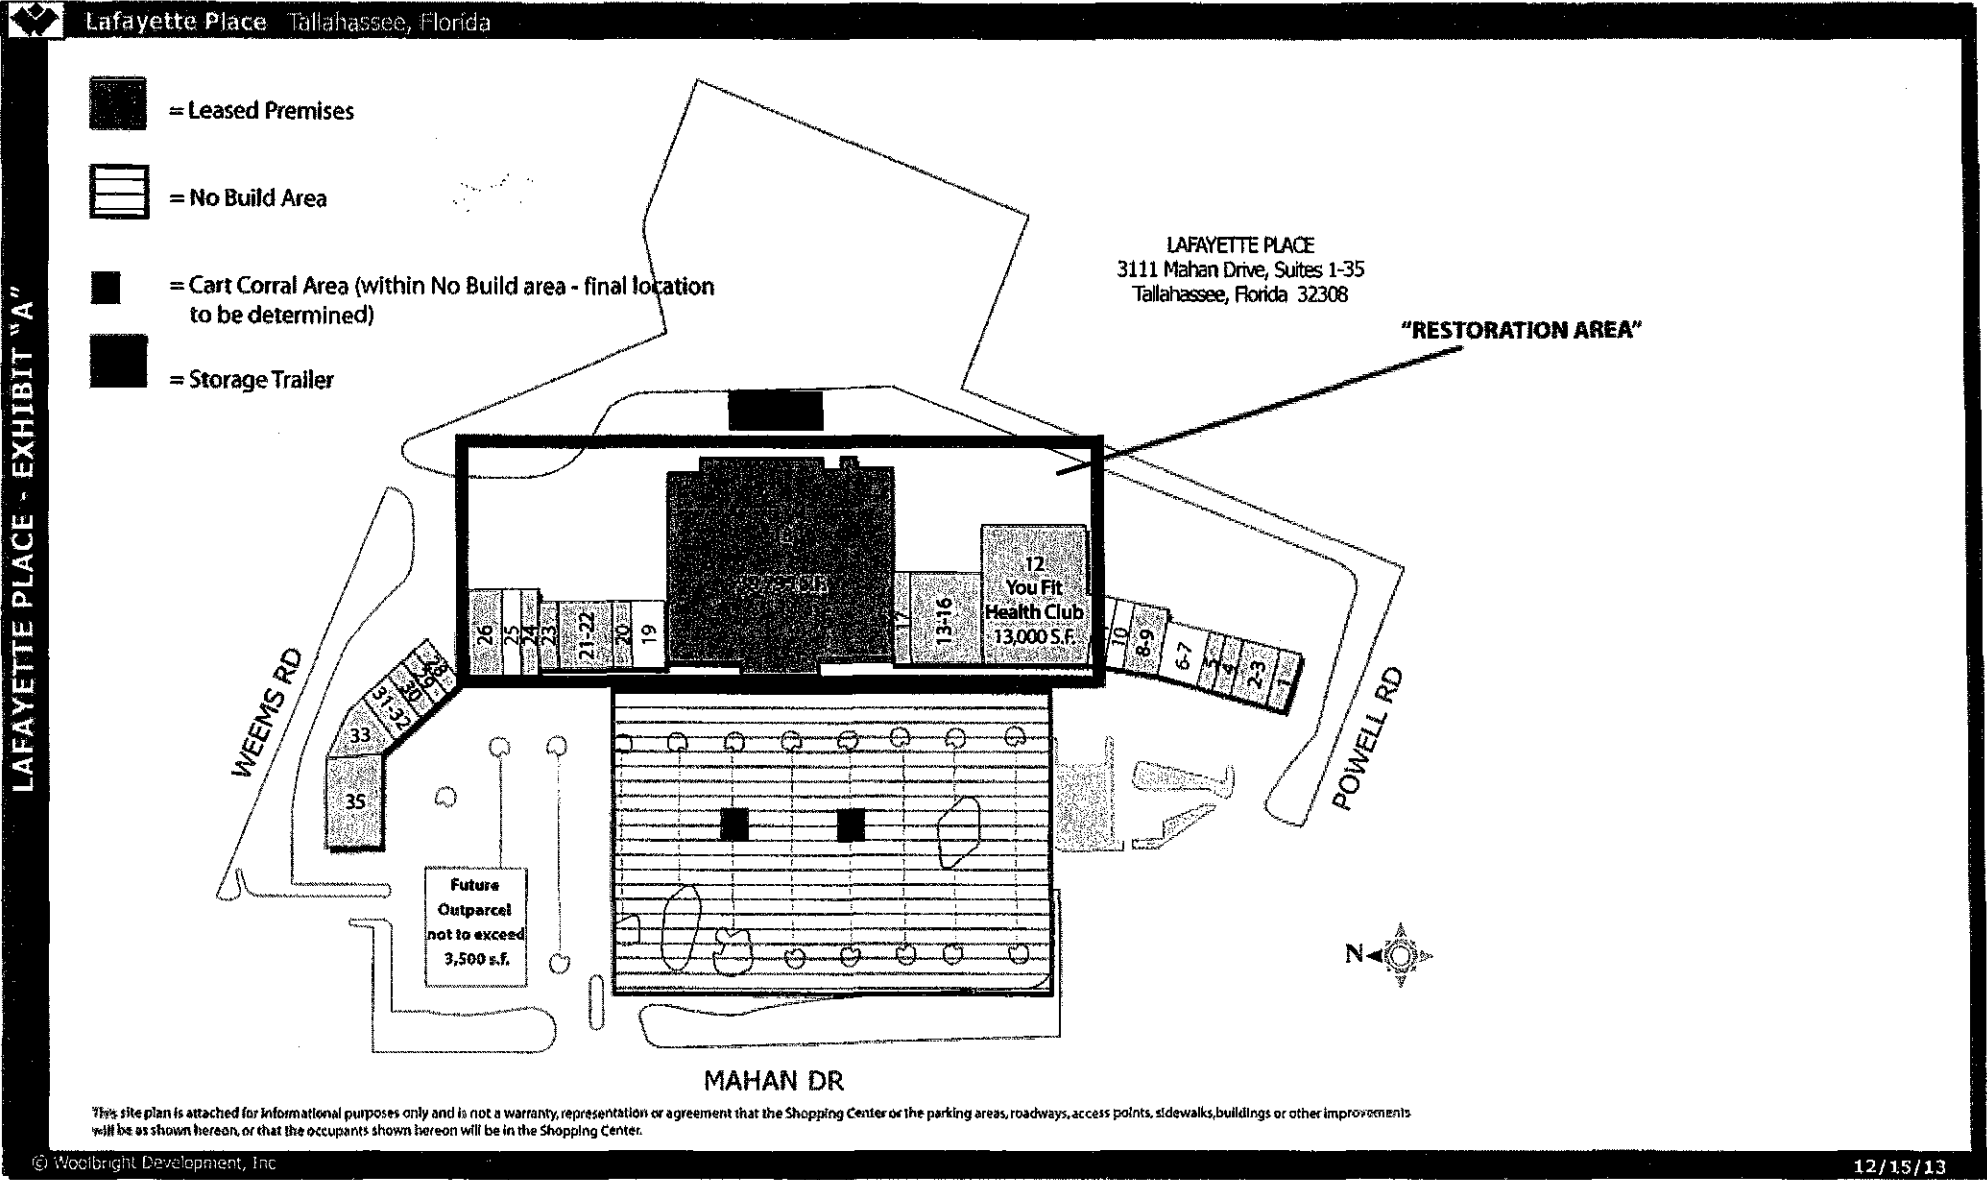 Lafayette Place Tallahassee, Florida
LAFAYETTE PLACE - EXHIBIT "A"
= Leased Premises
= No Build Area
= Cart Corral Area (within No Build area - final location
to be determined)
= Storage Trailer
LAFAYETTE PLACE
3111 Mahan Drive, Suites 1-35
Tallahassee, Florida 32308
"RESTORATION AREA"
12
You Fit
Health Club
13,000 S.F.
26
25
24
23
21-22
20
19
17
13-16
10
8-9
6-7
5
4
2-3
1
28
29
30
31-32
33
35
WEEMS RD
POWELL RD
Future
Outparcel
not to exceed
3,500 s.f.
N
MAHAN DR
This site plan is attached for informational purposes only and is not a warranty, representation or agreement that the Shopping Center or the parking areas, roadways, access points, sidewalks, buildings or other improvements
will be as shown hereon, or that the occupants shown hereon will be in the Shopping Center.
© Woolbright Development, Inc
12/15/13